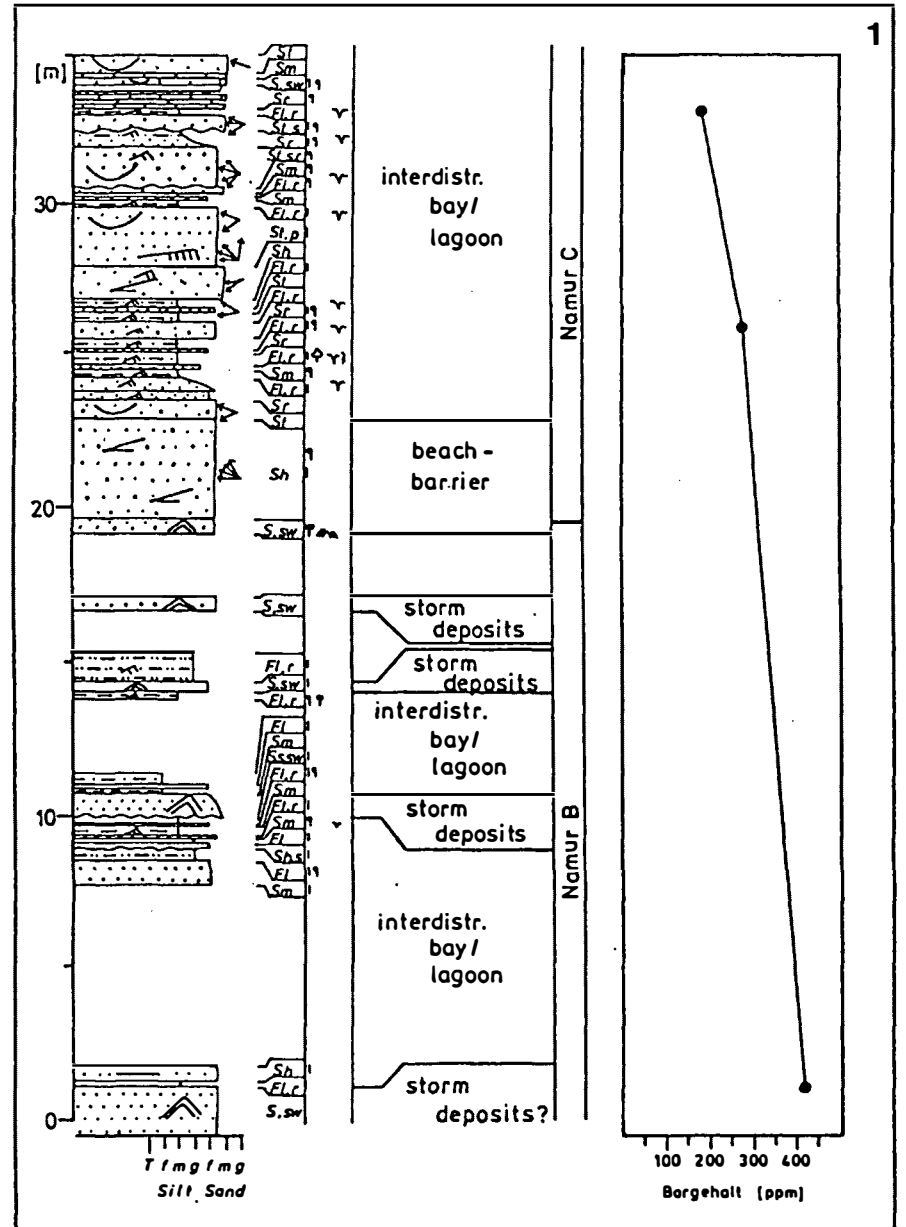 1
[m]
St
Sm
S,sw
Sr
Fl,r
St,s
Sr
St,s,r
Sm
Fl,r
Sm
30
Fl,r
St,p
Sh
Fl,r
St
Fl,r
Sr
Fl,r
Sr
Fl,r
Sm
Fl,r
Sr
St
Sh
20
S,sw
S,sw
Fl,r
S,sw
Fl,r
Fl
Sm
S,s,sw
Fl,r
Sm
Fl,r
10
Sm
Fl
Sh,s
Fl
Sm
Sh
Fl,r
S,sw
0
T f m g f m g
Silt Sand
interdistr.
bay/
lagoon
beach-
barrier
storm
deposits
storm
deposits
interdistr.
bay/
lagoon
storm
deposits
interdistr.
bay/
lagoon
storm
deposits?
Namur C
Namur B
100 200 300 400
Borgehalt [ppm]